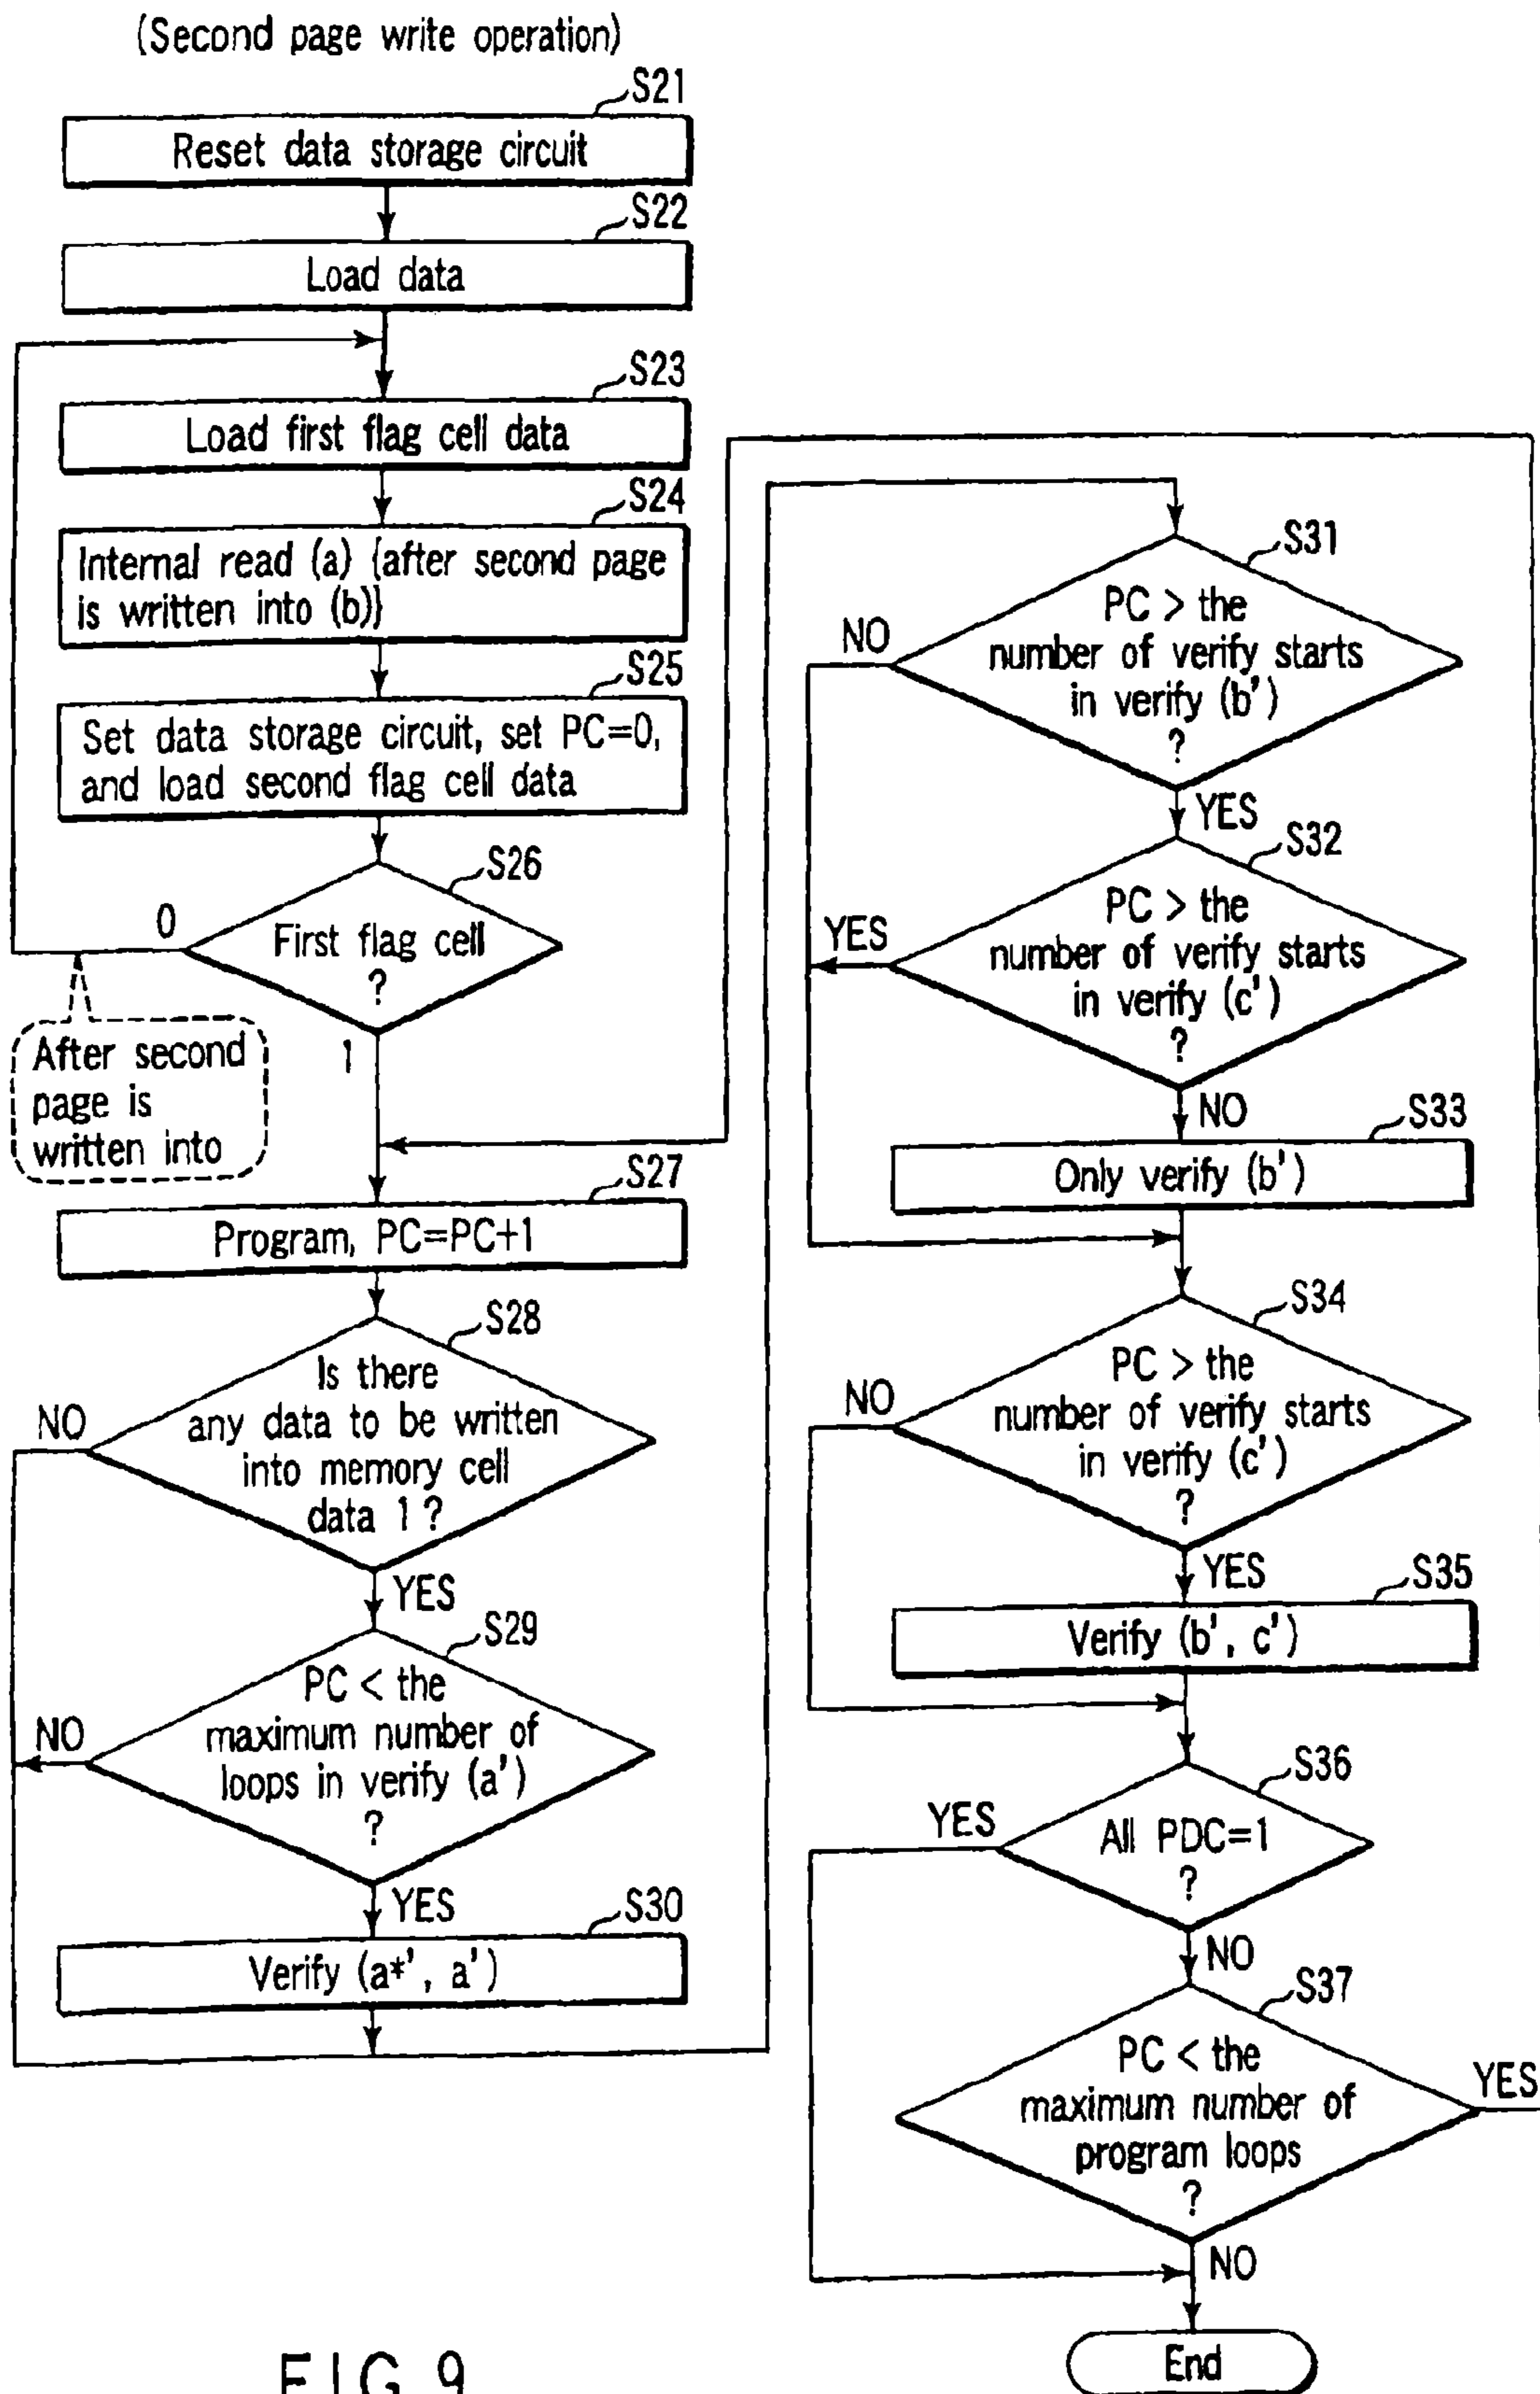 (Second page write operation)
S21
Reset data storage circuit
S22
Load data
S23
Load first flag cell data
S24
Internal read (a) {after second page
is written into (b)}
S25
Set data storage circuit, set PC=0,
and load second flag cell data
S26
0
First flag cell
?
After second
page is
written into
1
S27
Program, PC=PC+1
S28
Is there
any data to be written
into memory cell
data 1 ?
NO
YES
S29
PC < the
maximum number of
loops in verify (a')
?
NO
YES
S30
Verify (a*', a')
S31
PC > the
number of verify starts
in verify (b')
?
NO
YES
S32
PC > the
number of verify starts
in verify (c')
?
YES
NO
S33
Only verify (b')
S34
PC > the
number of verify starts
in verify (c')
?
NO
YES
S35
Verify (b', c')
S36
All PDC=1
?
YES
NO
S37
PC < the
maximum number of
program loops
?
YES
NO
End
FIG. 9